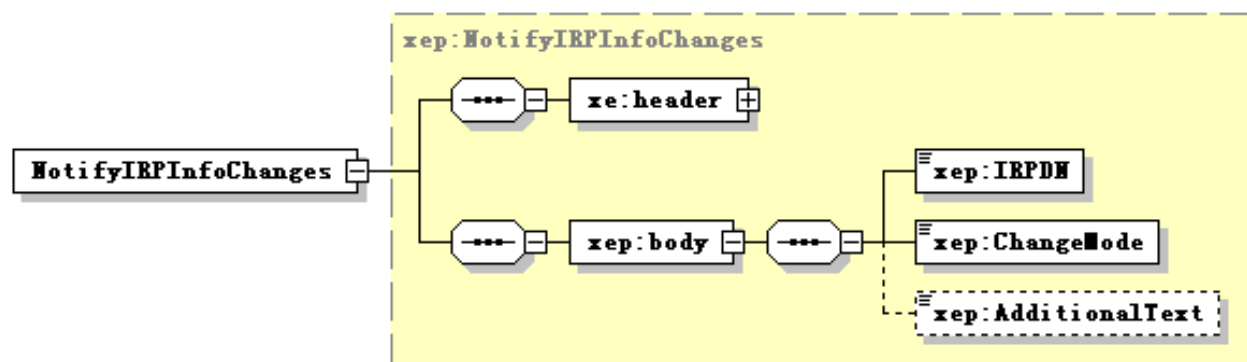 xep:NotifyIRPInfoChanges
xe:header
NotifyIRPInfoChanges
xep:IRPDN
xep:body
xep:ChangeMode
xep:AdditionalText